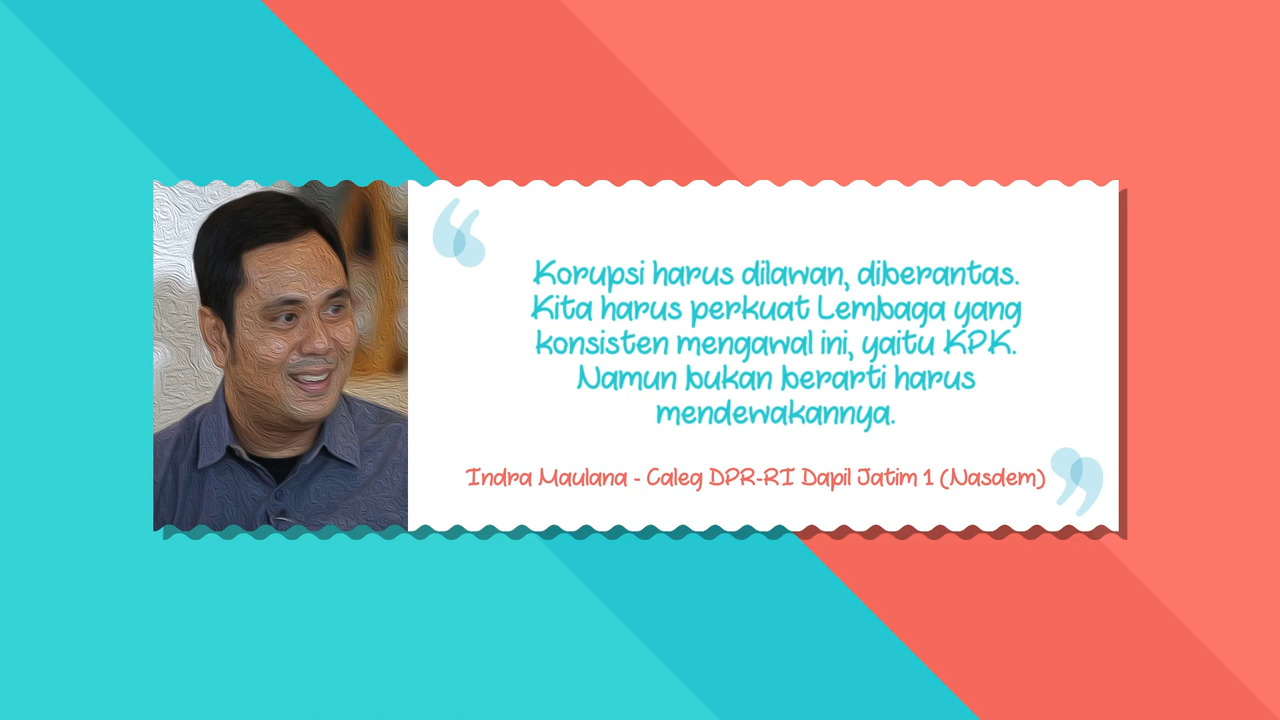 Korupsi harus dilawan, diberantas.
Kita harus perkuat Lembaga yang
konsisten mengawal ini, yaitu KPK.
Namun bukan berarti harus
mendewakannya.
Indra Maulana - Caleg DPR-RI Dapil Jatim 1 (Nasdem)